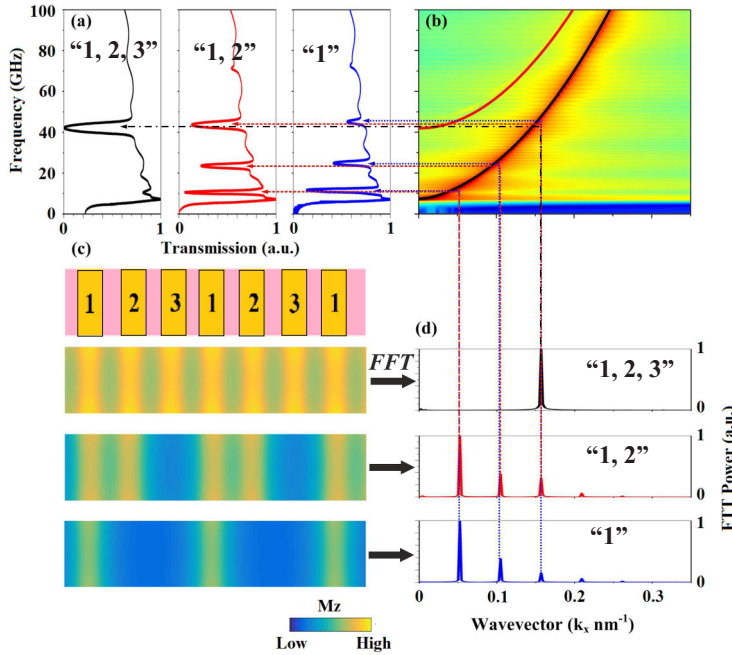 (a)
(b)
100
80
60
40
20
0
Frequency (GHz)
“1, 2, 3”
“1, 2”
“1”
0
1
0
1
0
1
Transmission (a.u.)
(c)
1 2 3 1 2 3 1
FFT
(d)
“1, 2, 3”
“1, 2”
“1”
1
0
1
0
1
0
FTT Power (a.u.)
0 0.1 0.2 0.3
Wavevector (kx nm-1)
Mz
Low High